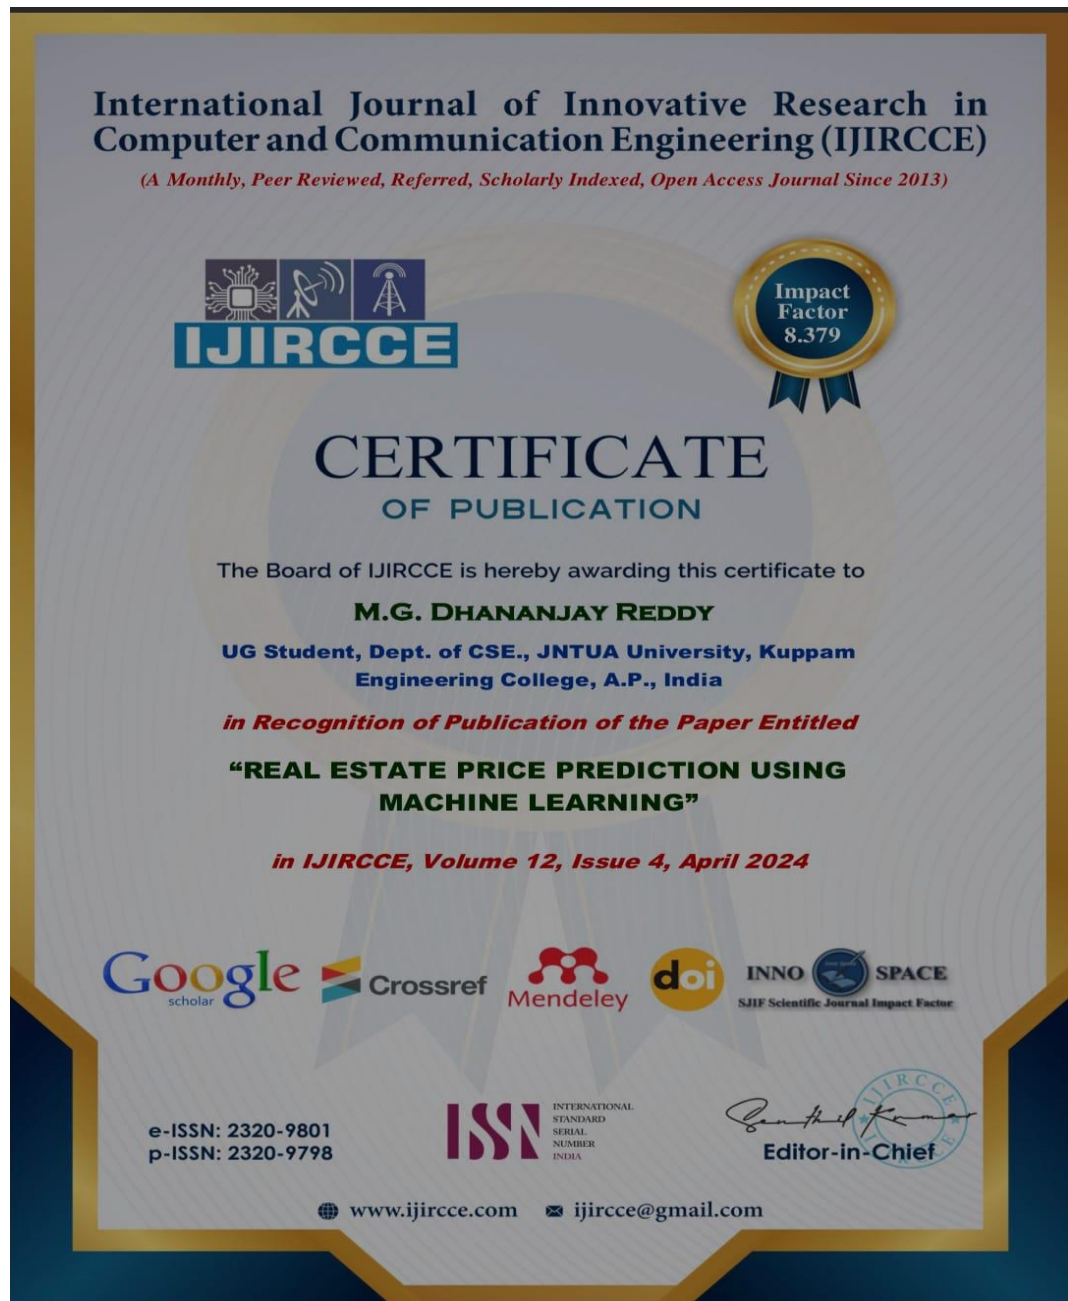 International Journal of Innovative Research in
Computer and Communication Engineering (IJIRCCE)
(A Monthly, Peer Reviewed, Referred, Scholarly Indexed, Open Access Journal Since 2013)
IJIRCCE
Impact
Factor
8.379
CERTIFICATE
OF PUBLICATION
The Board of IJIRCCE is hereby awarding this certificate to
M.G. DHANANJAY REDDY
UG Student, Dept. of CSE., JNTUA University, Kuppam
Engineering College, A.P., India
in Recognition of Publication of the Paper Entitled
“REAL ESTATE PRICE PREDICTION USING
MACHINE LEARNING”
in IJIRCCE, Volume 12, Issue 4, April 2024
Google
scholar
Crossref
Mendeley
doi
INNO SPACE
SJIF Scientific Journal Impact Factor
e-ISSN: 2320-9801
p-ISSN: 2320-9798
ISSN
INTERNATIONAL
STANDARD
SERIAL
NUMBER
INDIA
IJIRCCE
IJIRCCE
Senthil Kumar
Editor-in-Chief
www.ijircce.com ijircce@gmail.com